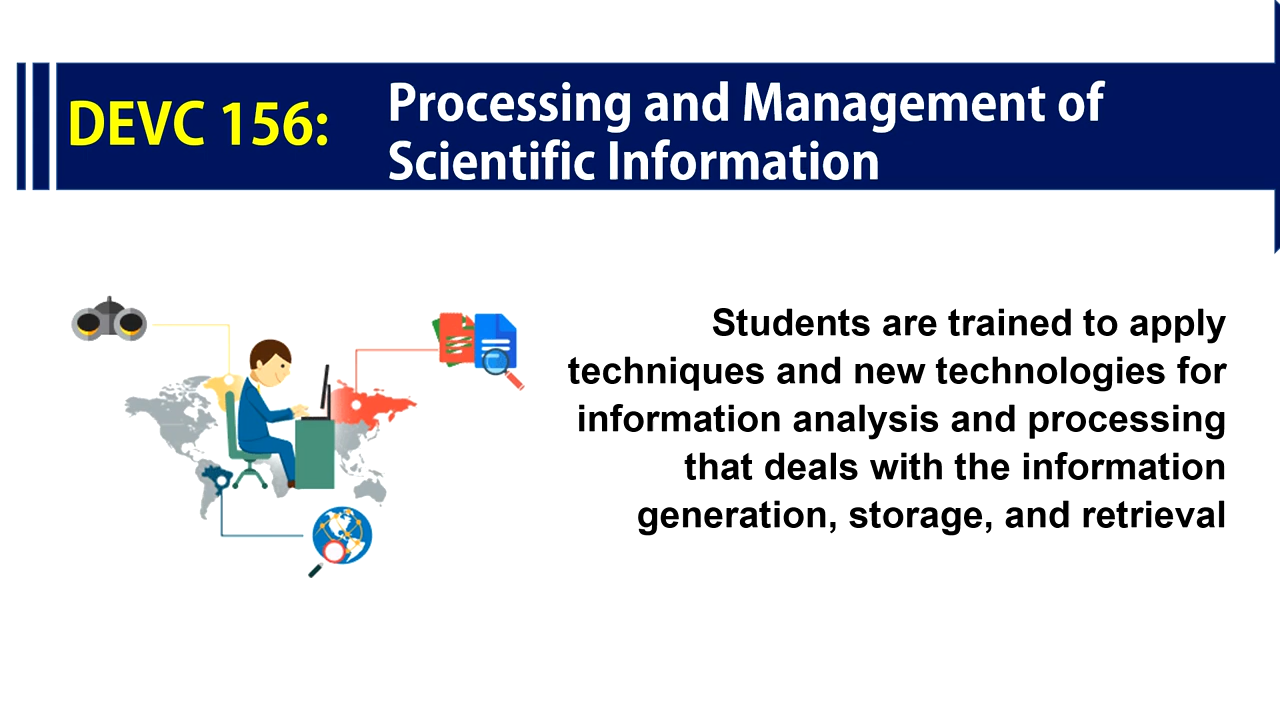 DEVC 156:
Processing and Management of
Scientific Information
Students are trained to apply
techniques and new technologies for
information analysis and processing
that deals with the information
generation, storage, and retrieval